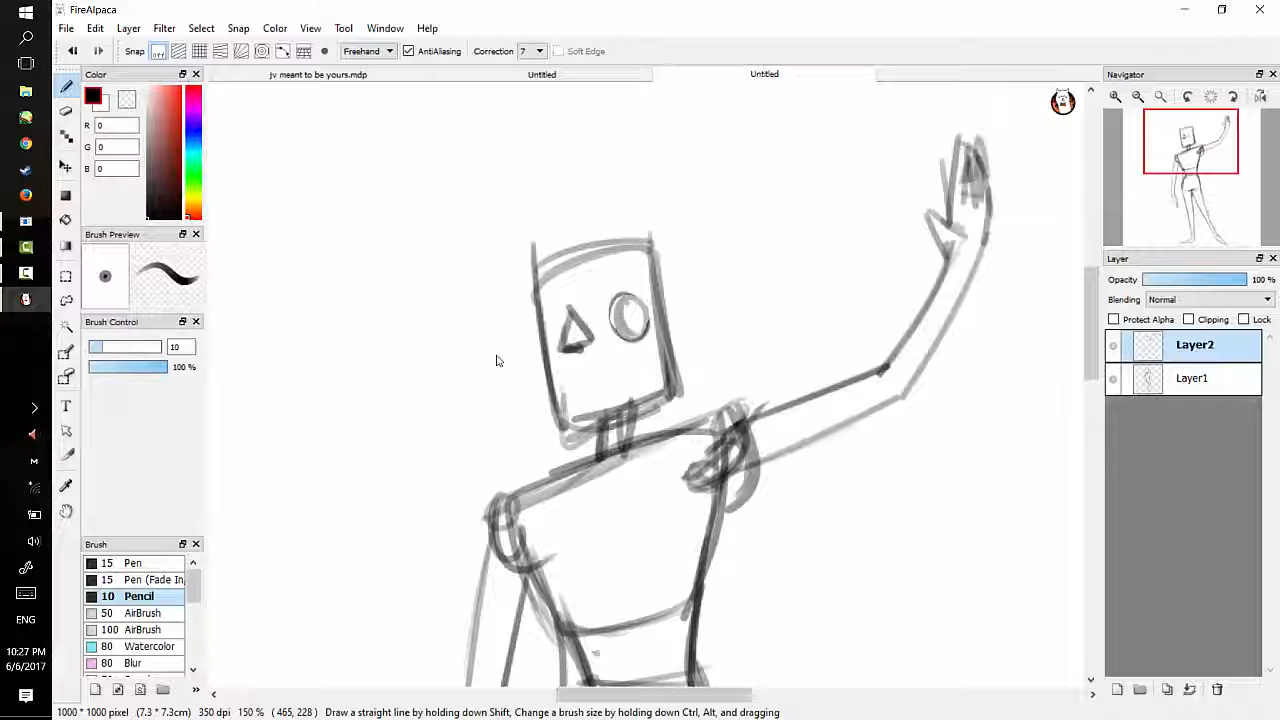 FireAlpaca
File Edit Layer Filter Select Snap Color View Tool Window Help
Snap off Freehand AntiAliasing Correction 7 Soft Edge
Color
jv meant to be yours.mdp Untitled Untitled
Navigator
R 0
G 0
B 0
Brush Preview
Layer
Opacity 100 %
Blending Normal
Protect Alpha Clipping Lock
Layer2
Layer1
Brush Control
10
100 %
Brush
15 Pen
15 Pen (Fade In,
10 Pencil
50 AirBrush
100 AirBrush
80 Watercolor
80 Blur
ENG
10:27 PM
6/6/2017
1000 * 1000 pixel (7.3 * 7.3cm) 350 dpi 150 % ( 465, 228 ) Draw a straight line by holding down Shift, Change a brush size by holding down Ctrl, Alt, and dragging